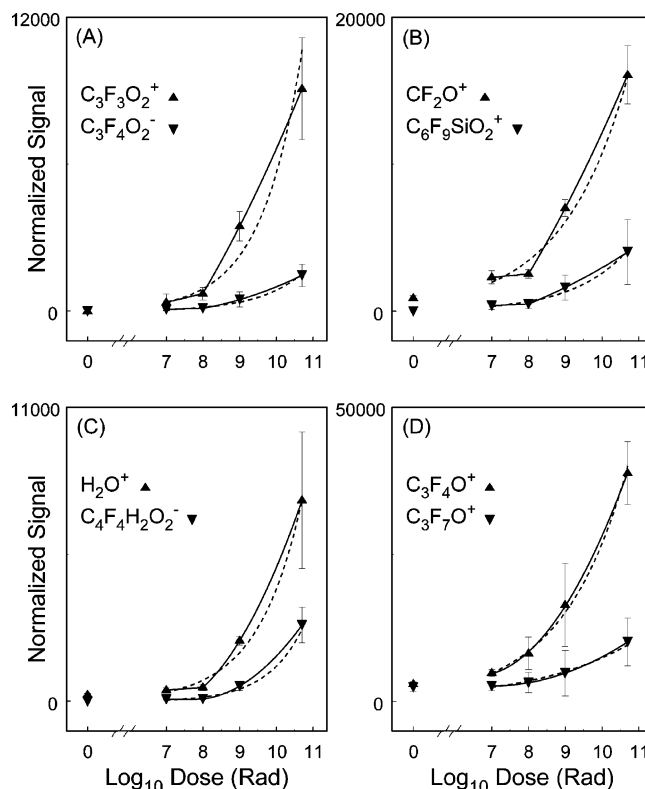 12000
(A)
C₃F₃O₂⁺ ▲
C₃F₄O₂⁻ ▼
Normalized Signal
0
0 7 8 9 10 11
20000
(B)
CF₂O⁺ ▲
C₆F₉SiO₂⁺ ▼
0
0 7 8 9 10 11
11000
(C)
H₂O⁺ ▲
C₄F₄H₂O₂⁻ ▼
Normalized Signal
0
0 7 8 9 10 11
Log₁₀ Dose (Rad)
50000
(D)
C₃F₄O⁺ ▲
C₃F₇O⁺ ▼
0
0 7 8 9 10 11
Log₁₀ Dose (Rad)